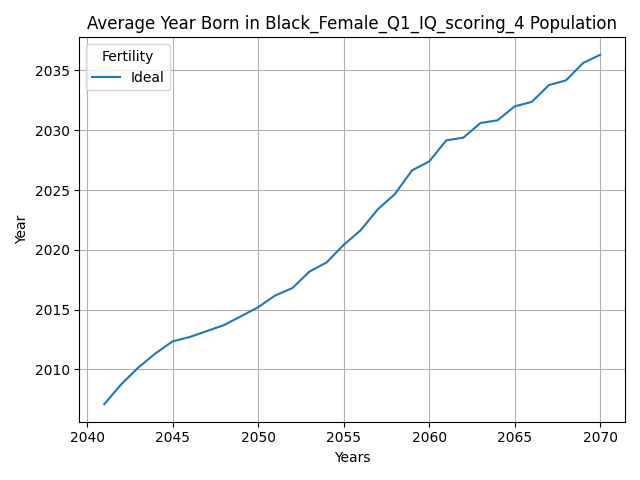 Average Year Born in Black_Female_Q1_IQ_scoring_4 Population
Fertility
Ideal
Year
2035
2030
2025
2020
2015
2010
2040 2045 2050 2055 2060 2065 2070
Years